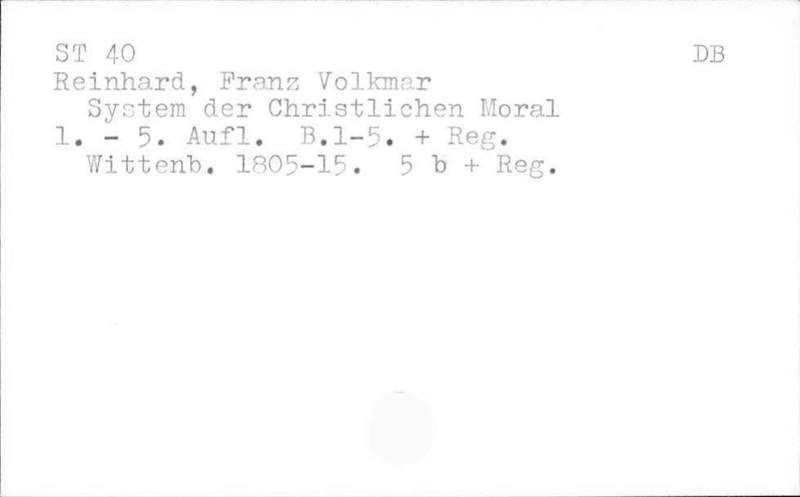 ST 40 DB
Reinhard, Franz Volkmar
System der Christlichen Moral
1. - 5. Aufl. B.1-5. + Reg.
Wittenb. 1805-15. 5 b + Reg.